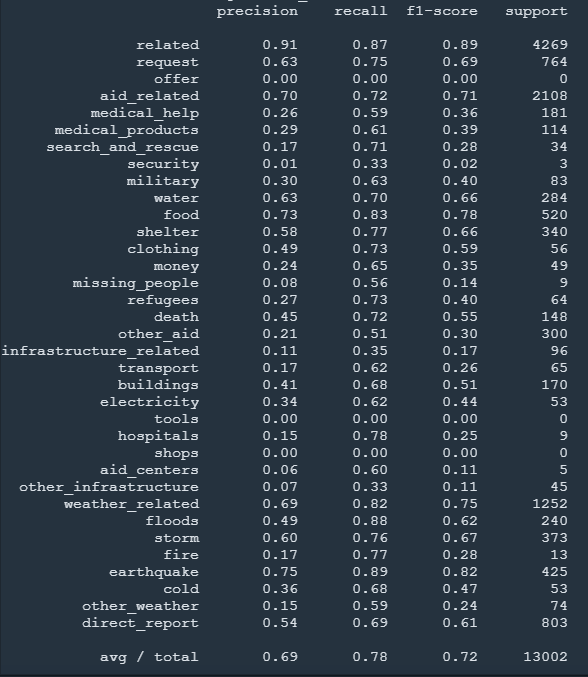 precision recall f1-score support
related 0.91 0.87 0.89 4269
request 0.63 0.75 0.69 764
offer 0.00 0.00 0.00 0
aid_related 0.70 0.72 0.71 2108
medical_help 0.26 0.59 0.36 181
medical_products 0.29 0.61 0.39 114
search_and_rescue 0.17 0.71 0.28 34
security 0.01 0.33 0.02 3
military 0.30 0.63 0.40 83
water 0.63 0.70 0.66 284
food 0.73 0.83 0.78 520
shelter 0.58 0.77 0.66 340
clothing 0.49 0.73 0.59 56
money 0.24 0.65 0.35 49
missing_people 0.08 0.56 0.14 9
refugees 0.27 0.73 0.40 64
death 0.45 0.72 0.55 148
other_aid 0.21 0.51 0.30 300
infrastructure_related 0.11 0.35 0.17 96
transport 0.17 0.62 0.26 65
buildings 0.41 0.68 0.51 170
electricity 0.34 0.62 0.44 53
tools 0.00 0.00 0.00 0
hospitals 0.15 0.78 0.25 9
shops 0.00 0.00 0.00 0
aid_centers 0.06 0.60 0.11 5
other_infrastructure 0.07 0.33 0.11 45
weather_related 0.69 0.82 0.75 1252
floods 0.49 0.88 0.62 240
storm 0.60 0.76 0.67 373
fire 0.17 0.77 0.28 13
earthquake 0.75 0.89 0.82 425
cold 0.36 0.68 0.47 53
other_weather 0.15 0.59 0.24 74
direct_report 0.54 0.69 0.61 803
avg / total 0.69 0.78 0.72 13002